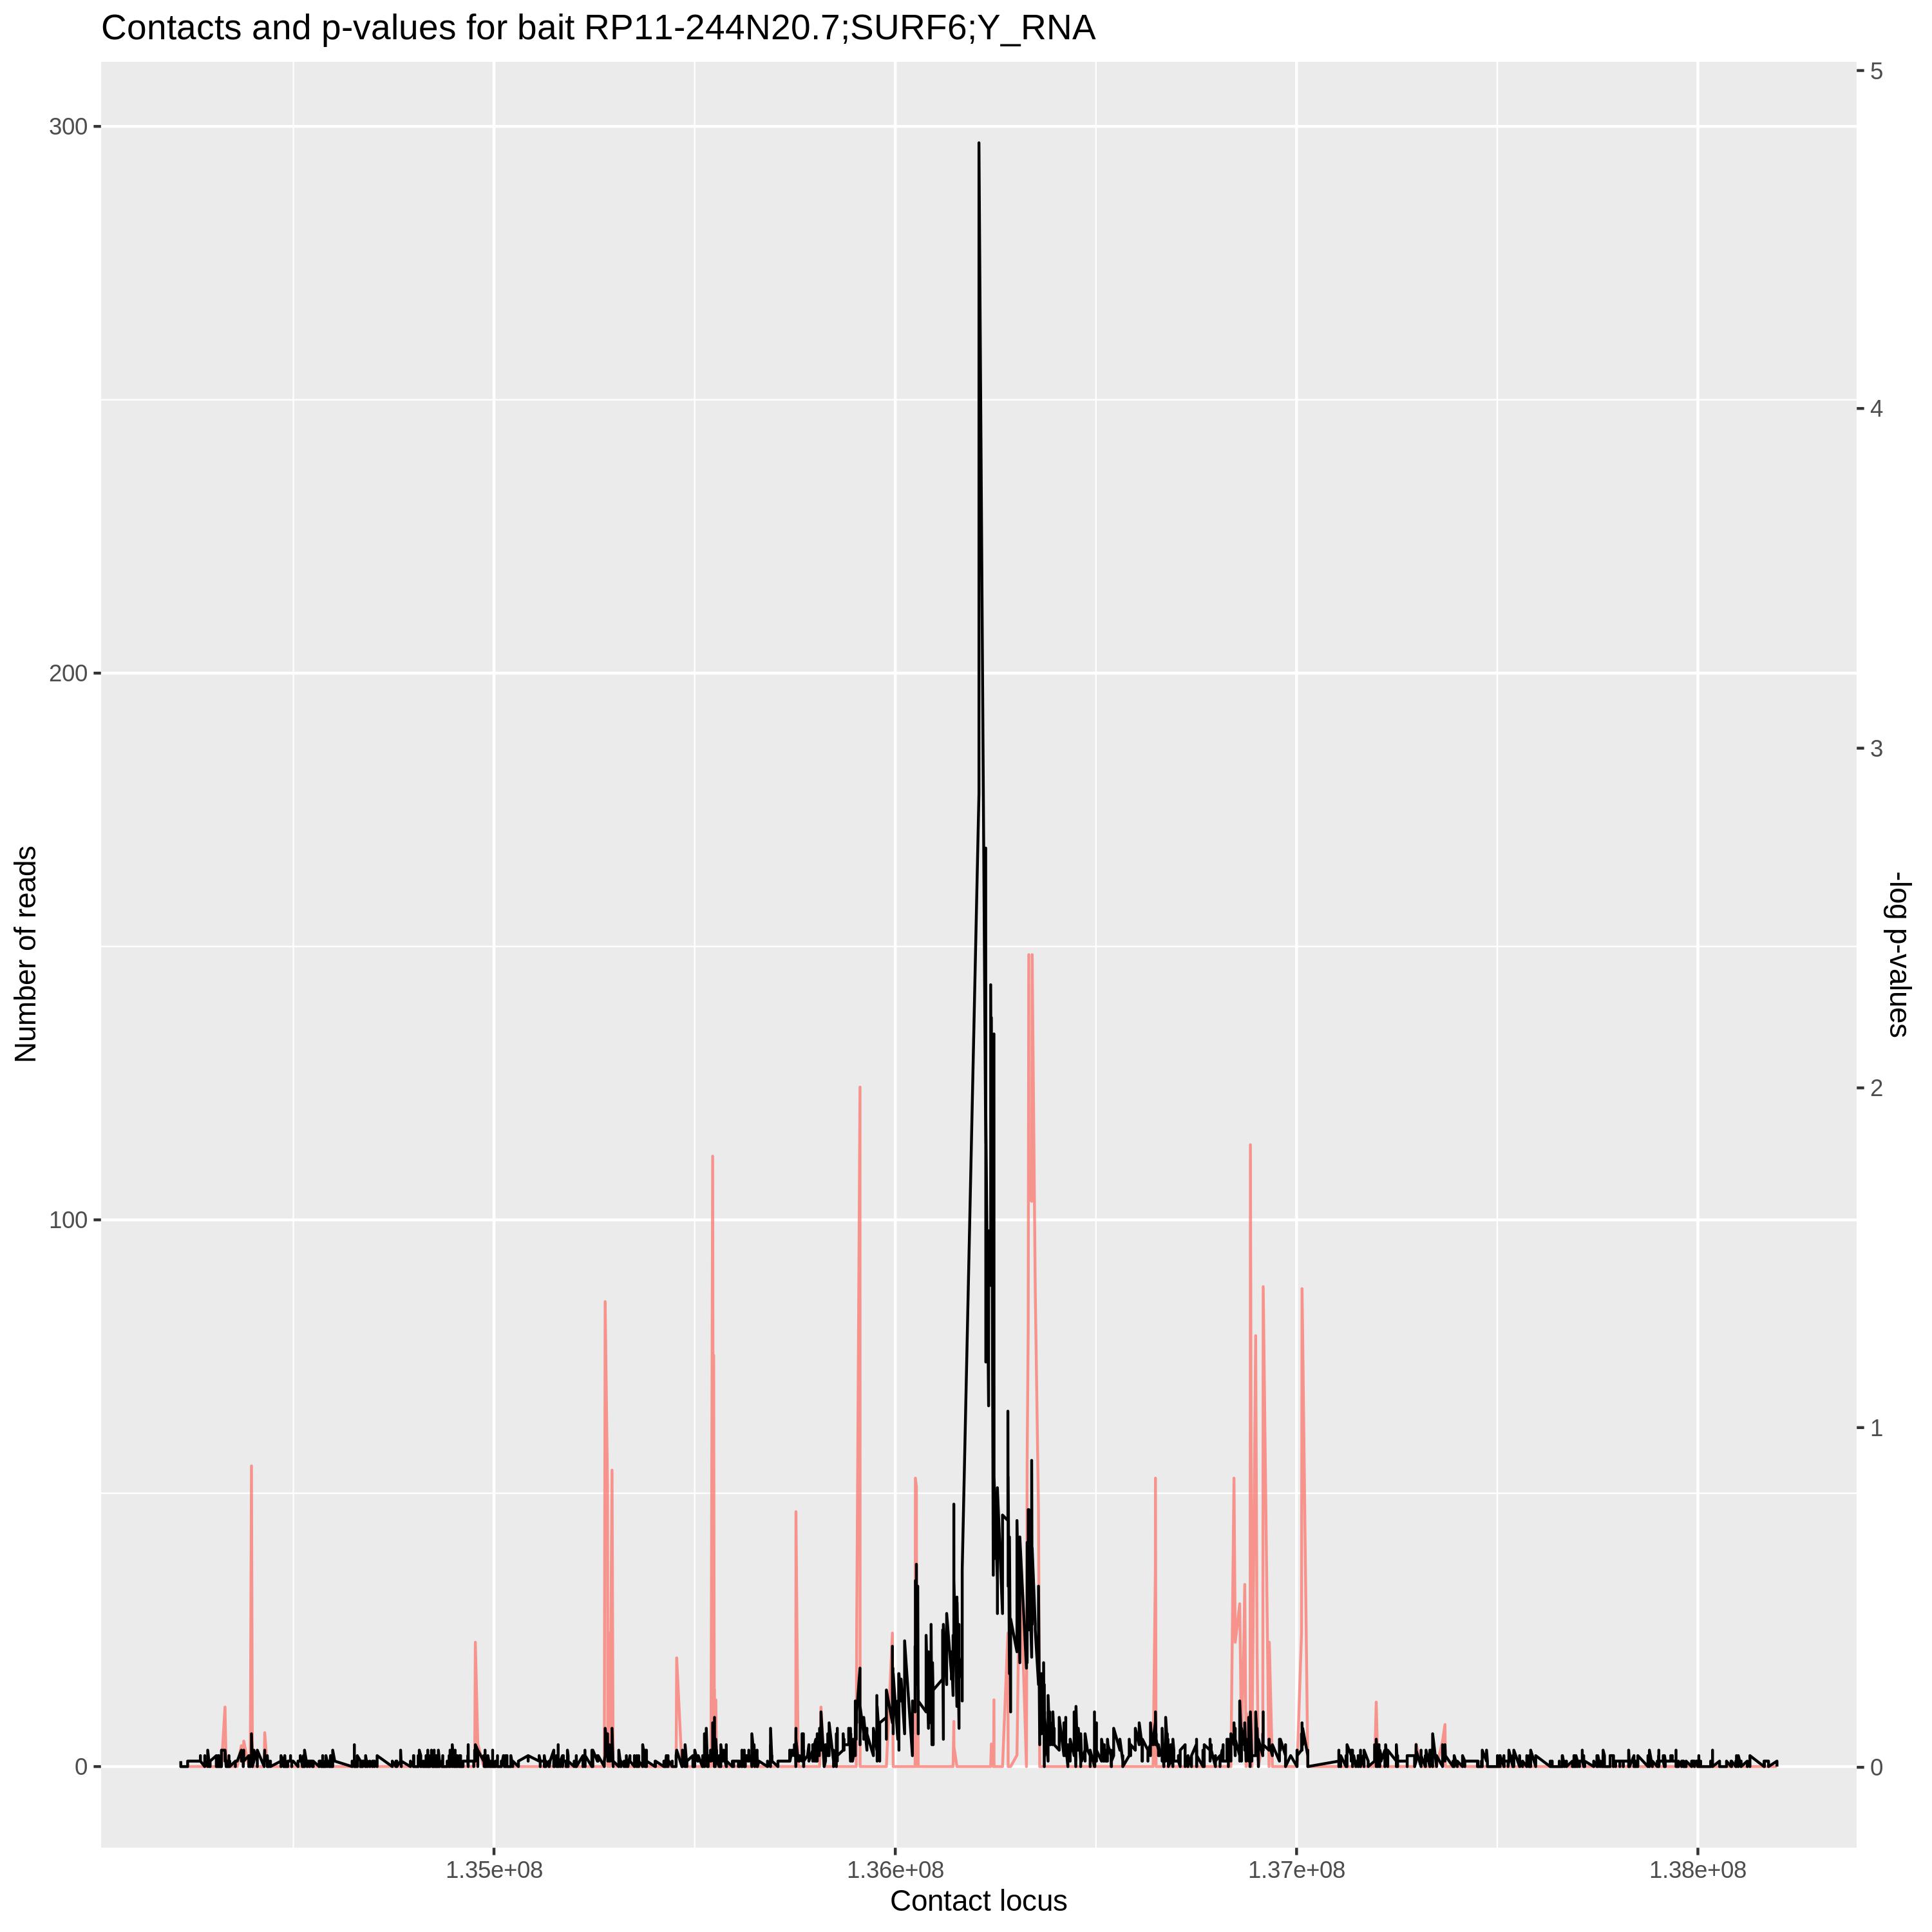 Contacts and p-values for bait RP11-244N20.7;SURF6;Y_RNA
300
200
100
0
Number of reads
5
4
3
2
1
0
-log p-values
1.35e+08
1.36e+08
1.37e+08
1.38e+08
Contact locus